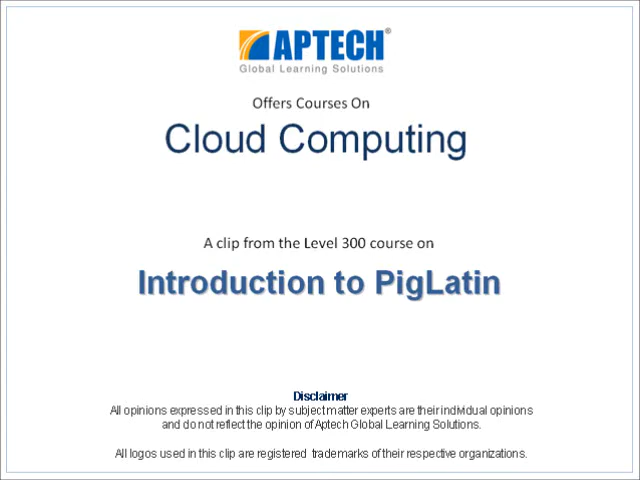 APTECH®
Global Learning Solutions
Offers Courses On
Cloud Computing
A clip from the Level 300 course on
Introduction to PigLatin
Disclaimer
All opinions expressed in this clip by subject matter experts are their individual opinions
and do not reflect the opinion of Aptech Global Learning Solutions.
All logos used in this clip are registered trademarks of their respective organizations.